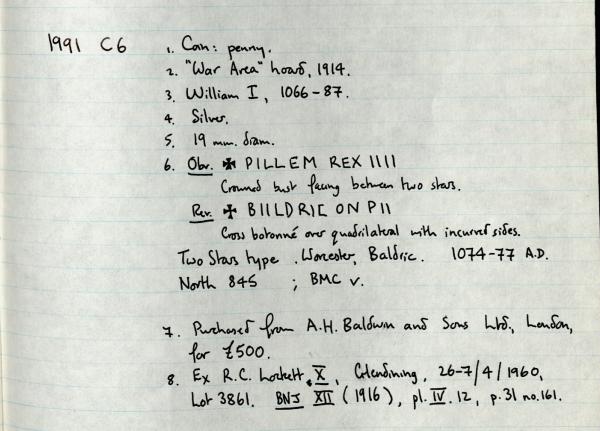 1991 C6 1. Coin: penny.
2. "War Area" hoard, 1914.
3. William I, 1066-87.
4. Silver.
5. 19 mm. diam.
6. Obv. ✠ PILLEM REX IIII
Crowned bust facing between two stars.
Rev. ✠ BIILDRIC ON PII
Cross botonné over quadrilateral with incurved sides.
Two Stars type. Worcester, Baldric. 1074-77 A.D.
North 845 ; BMC v.
7. Purchased from A.H. Baldwin and Sons Ltd., London,
for £500.
8. Ex R.C. Lockett, X, Glendining, 26-7/4/1960,
Lot 3861. BNJ XII (1916), pl. IV. 12, p. 31 no. 161.